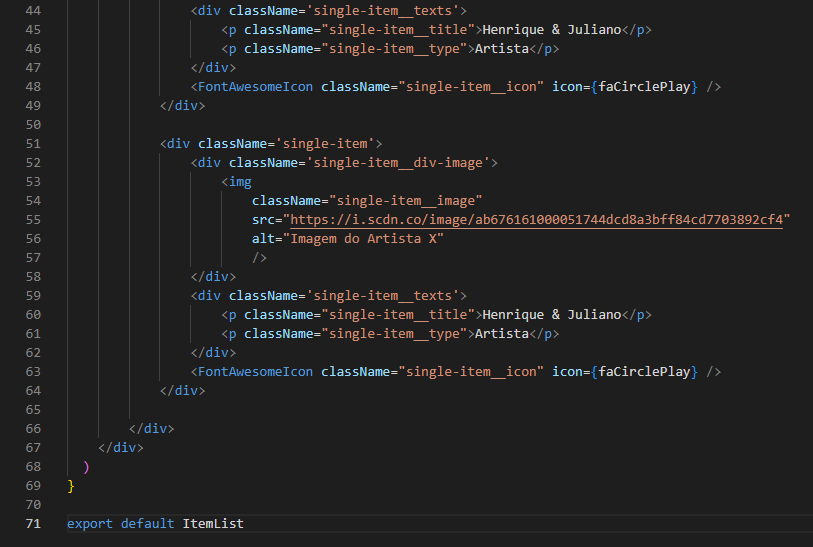 44 <div className='single-item__texts'>
45 <p className="single-item__title">Henrique & Juliano</p>
46 <p className="single-item__type">Artista</p>
47 </div>
48 <FontAwesomeIcon className="single-item__icon" icon={faCirclePlay} />
49 </div>
50
51 <div className='single-item'>
52 <div className='single-item__div-image'>
53 <img
54 className="single-item__image"
55 src="https://i.scdn.co/image/ab676161000051744dcd8a3bff84cd7703892cf4"
56 alt="Imagem do Artista X"
57 />
58 </div>
59 <div className='single-item__texts'>
60 <p className="single-item__title">Henrique & Juliano</p>
61 <p className="single-item__type">Artista</p>
62 </div>
63 <FontAwesomeIcon className="single-item__icon" icon={faCirclePlay} />
64 </div>
65
66 </div>
67 </div>
68 )
69 }
70
71 export default ItemList